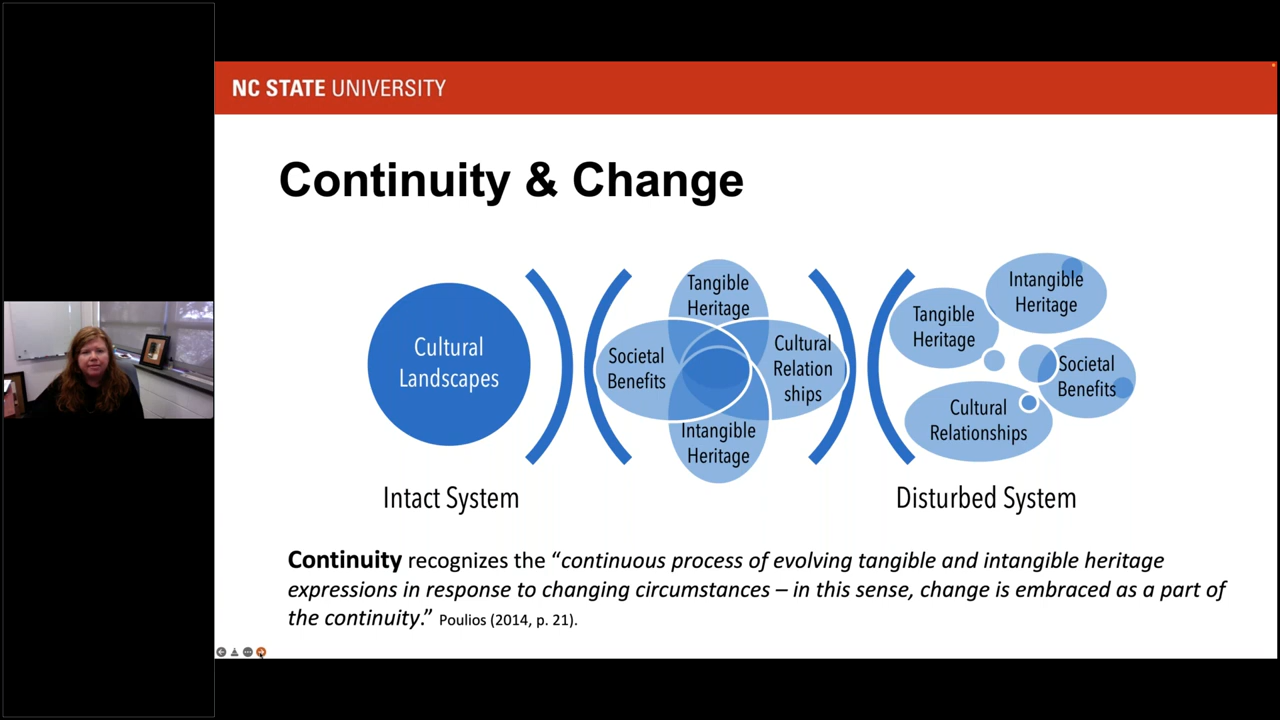 NC STATE UNIVERSITY
Continuity & Change
Cultural
Landscapes
Intact System
Tangible
Heritage
Societal
Benefits
Cultural
Relation
ships
Intangible
Heritage
Tangible
Heritage
Intangible
Heritage
Societal
Benefits
Cultural
Relationships
Disturbed System
Continuity recognizes the “continuous process of evolving tangible and intangible heritage
expressions in response to changing circumstances – in this sense, change is embraced as a part of
the continuity.” Poulios (2014, p. 21).